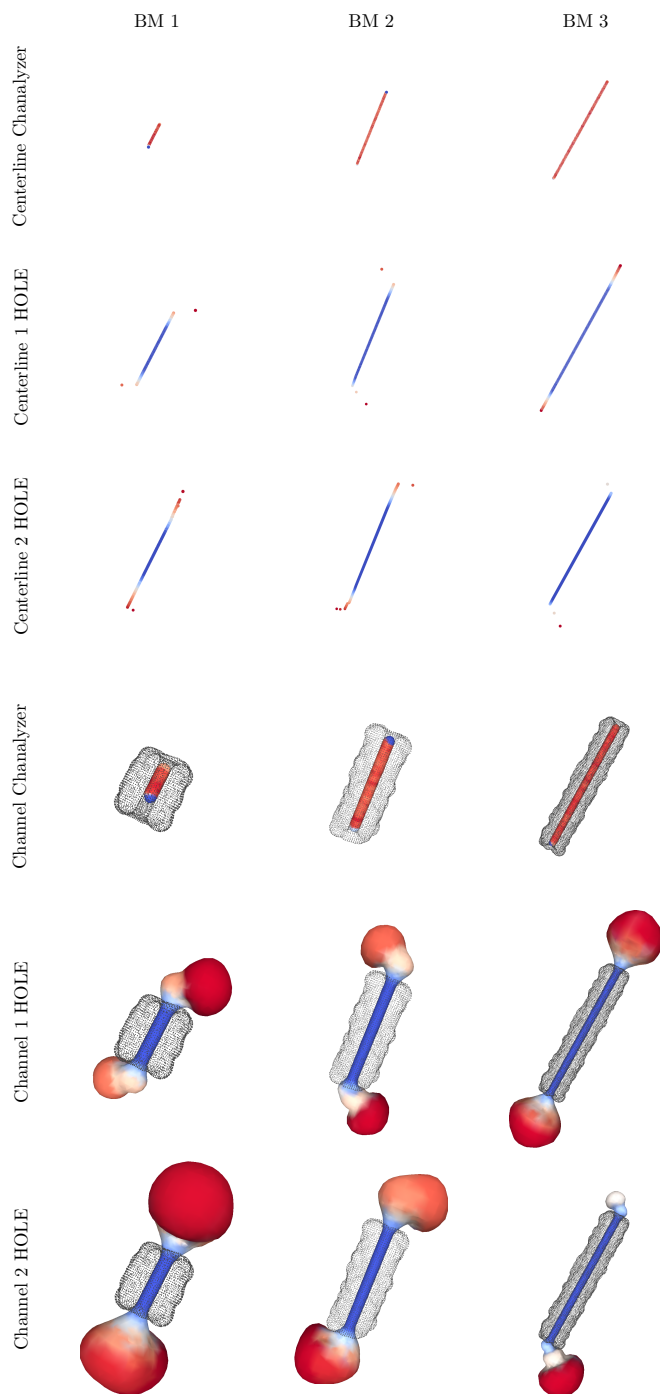 BM 1
BM 2
BM 3
Centerline Chanalyzer
Centerline 1 HOLE
Centerline 2 HOLE
Channel Chanalyzer
Channel 1 HOLE
Channel 2 HOLE